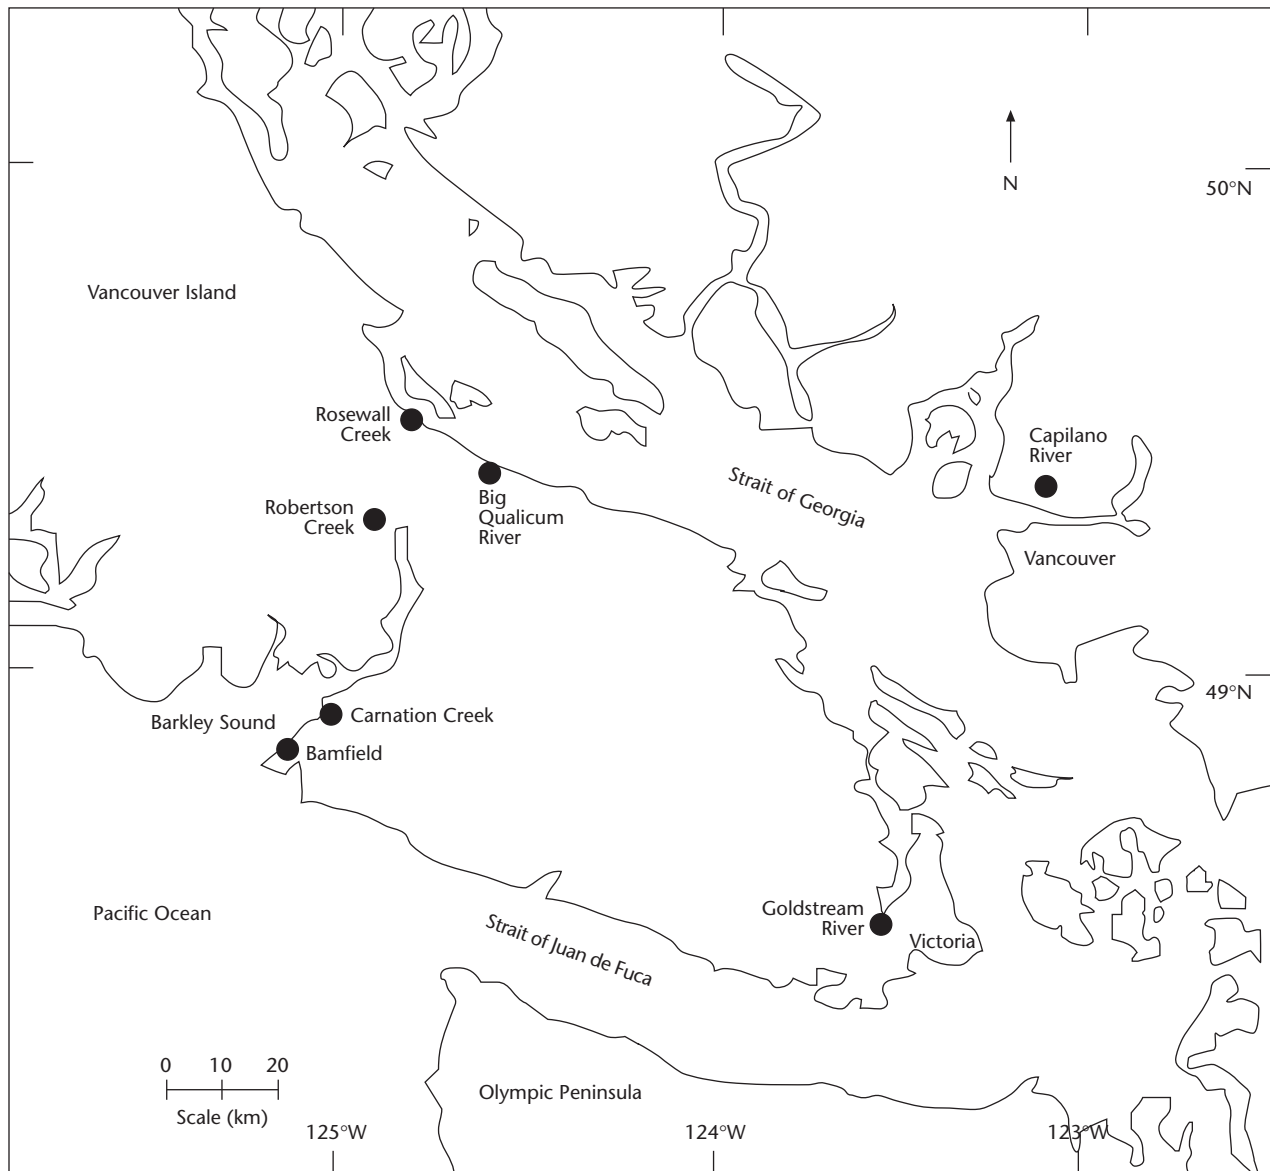 N
50°N
Vancouver Island
Rosewall
Creek
Capilano
River
Strait of Georgia
Big
Qualicum
River
Robertson
Creek
Vancouver
49°N
Barkley Sound
Carnation Creek
Bamfield
Pacific Ocean
Goldstream
River
Victoria
Strait of Juan de Fuca
0 10 20
Scale (km)
Olympic Peninsula
125°W
124°W
123°W